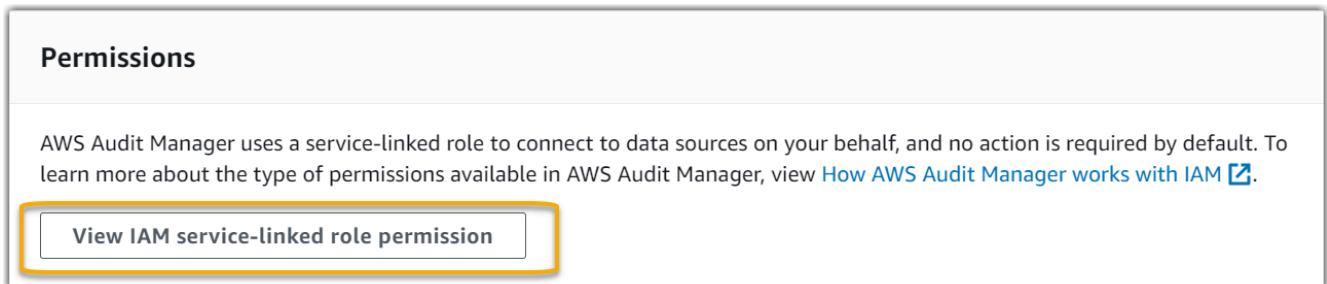 Permissions
AWS Audit Manager uses a service-linked role to connect to data sources on your behalf, and no action is required by default. To
learn more about the type of permissions available in AWS Audit Manager, view How AWS Audit Manager works with IAM.
View IAM service-linked role permission